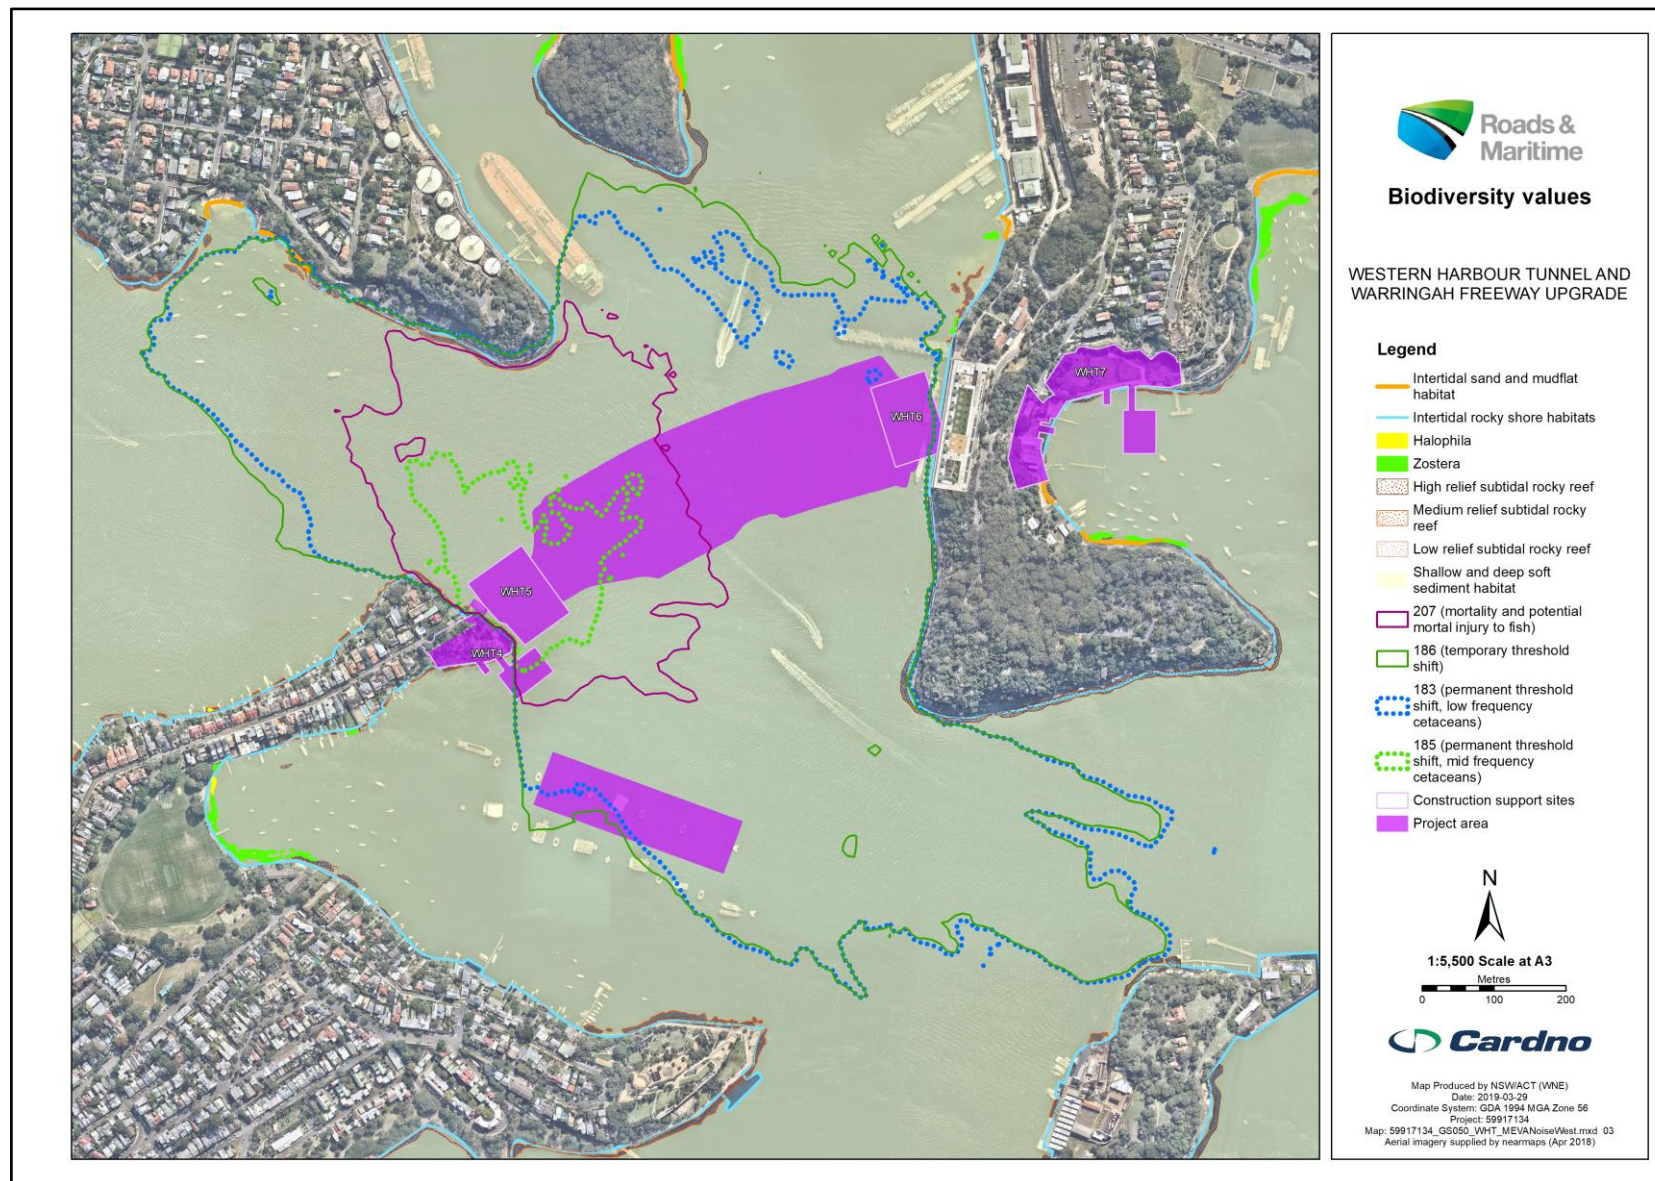 WHT7
WHT6
WHT5
WHT4
Roads &
Maritime
Biodiversity values
WESTERN HARBOUR TUNNEL AND
WARRINGAH FREEWAY UPGRADE
Legend
Intertidal sand and mudflat
habitat
Intertidal rocky shore habitats
Halophila
Zostera
High relief subtidal rocky reef
Medium relief subtidal rocky
reef
Low relief subtidal rocky reef
Shallow and deep soft
sediment habitat
207 (mortality and potential
mortal injury to fish)
186 (temporary threshold
shift)
183 (permanent threshold
shift, low frequency
cetaceans)
185 (permanent threshold
shift, mid frequency
cetaceans)
Construction support sites
Project area
N
1:5,500 Scale at A3
Metres
0 100 200
Cardno
Map Produced by NSW/ACT (WNE)
Date: 2019-03-29
Coordinate System: GDA 1994 MGA Zone 56
Project: 59917134
Map: 59917134_GS050_WHT_MEVANoiseWest.mxd 03
Aerial imagery supplied by nearmaps (Apr 2018)